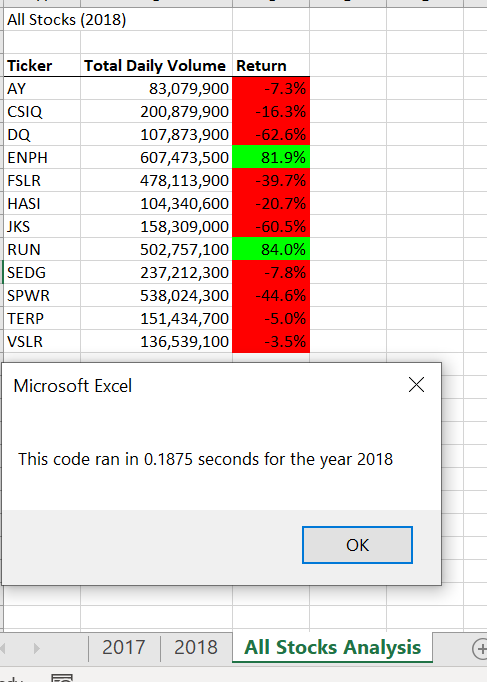 All Stocks (2018)
Ticker Total Daily Volume Return
AY 83,079,900 -7.3%
CSIQ 200,879,900 -16.3%
DQ 107,873,900 -62.6%
ENPH 607,473,500 81.9%
FSLR 478,113,900 -39.7%
HASI 104,340,600 -20.7%
JKS 158,309,000 -60.5%
RUN 502,757,100 84.0%
SEDG 237,212,300 -7.8%
SPWR 538,024,300 -44.6%
TERP 151,434,700 -5.0%
VSLR 136,539,100 -3.5%
Microsoft Excel
This code ran in 0.1875 seconds for the year 2018
OK
2017 2018 All Stocks Analysis